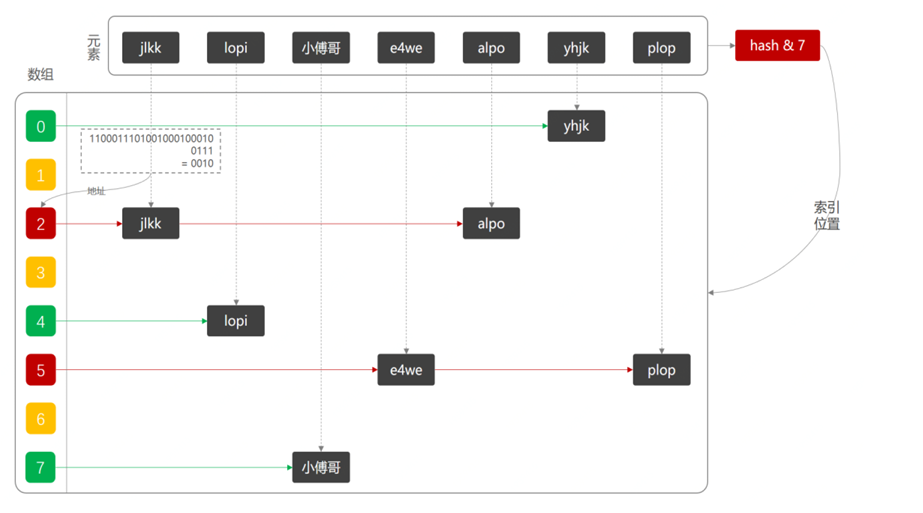 元素
jlkk
lopi
小傅哥
e4we
alpo
yhjk
plop
hash & 7
数组
0
yhjk
1100011101001000100010
0111
= 0010
1
地址
2
jlkk
alpo
索引
位置
3
4
lopi
5
e4we
plop
6
7
小傅哥